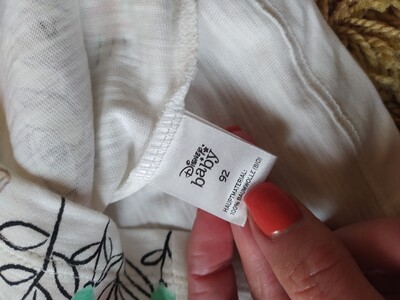 Disney
baby
92
HAUPTMATERIAL:
100% BAUMWOLLE (BIO)